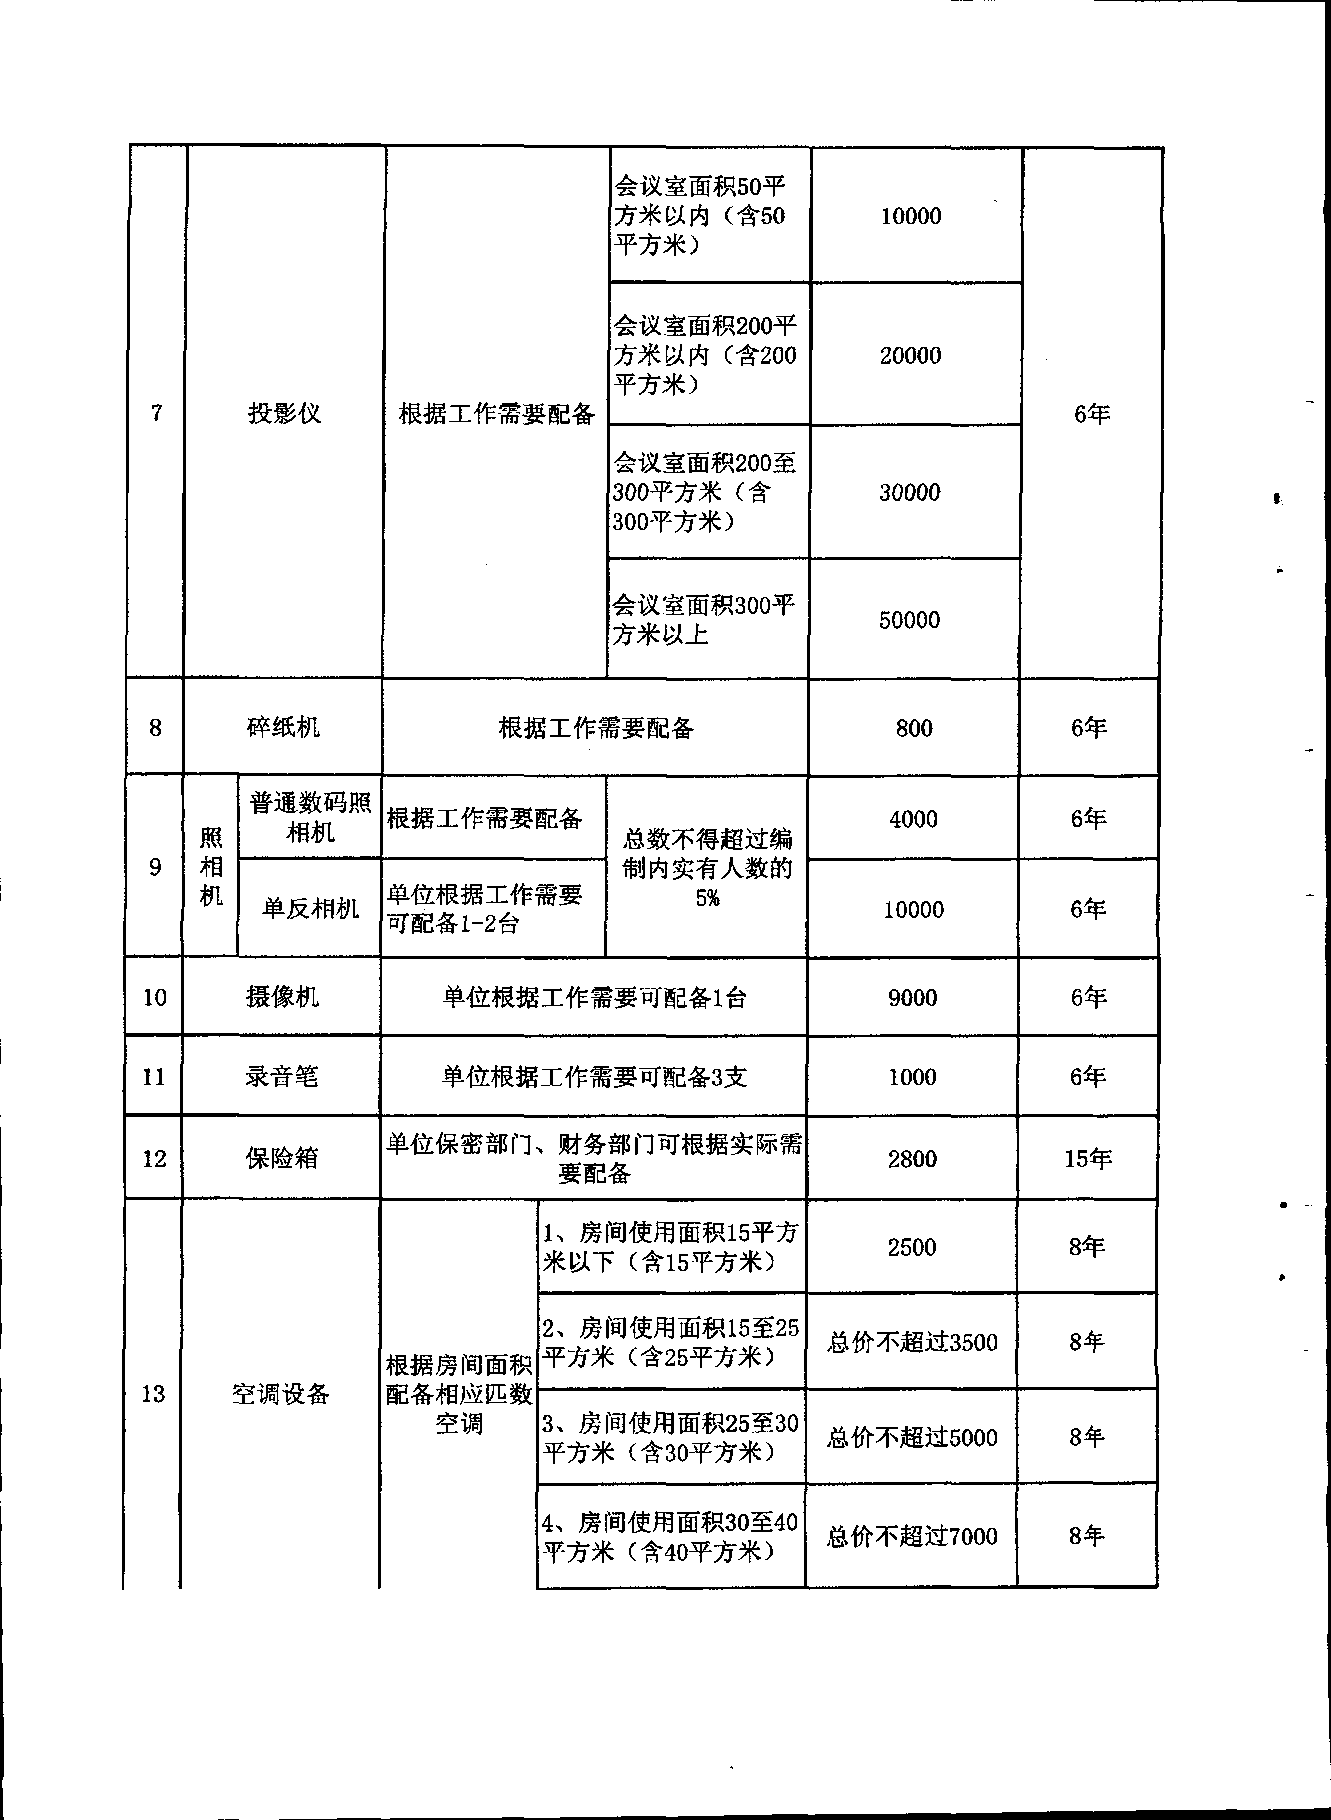 7
投影仪
根据工作需要配备
会议室面积50平
方米以内（含50
平方米）
10000
会议室面积200平
方米以内（含200
平方米）
20000
会议室面积200至
300平方米（含
300平方米）
30000
会议室面积300平
方米以上
50000
6年
8
碎纸机
根据工作需要配备
800
6年
9
照
相
机
普通数码照
相机
根据工作需要配备
总数不得超过编
制内实有人数的
5%
4000
6年
单反相机
单位根据工作需要
可配备1-2台
10000
6年
10
摄像机
单位根据工作需要可配备1台
9000
6年
11
录音笔
单位根据工作需要可配备3支
1000
6年
12
保险箱
单位保密部门、财务部门可根据实际需
要配备
2800
15年
13
空调设备
根据房间面积
配备相应匹数
空调
1、房间使用面积15平方
米以下（含15平方米）
2500
8年
2、房间使用面积15至25
平方米（含25平方米）
总价不超过3500
8年
3、房间使用面积25至30
平方米（含30平方米）
总价不超过5000
8年
4、房间使用面积30至40
平方米（含40平方米）
总价不超过7000
8年